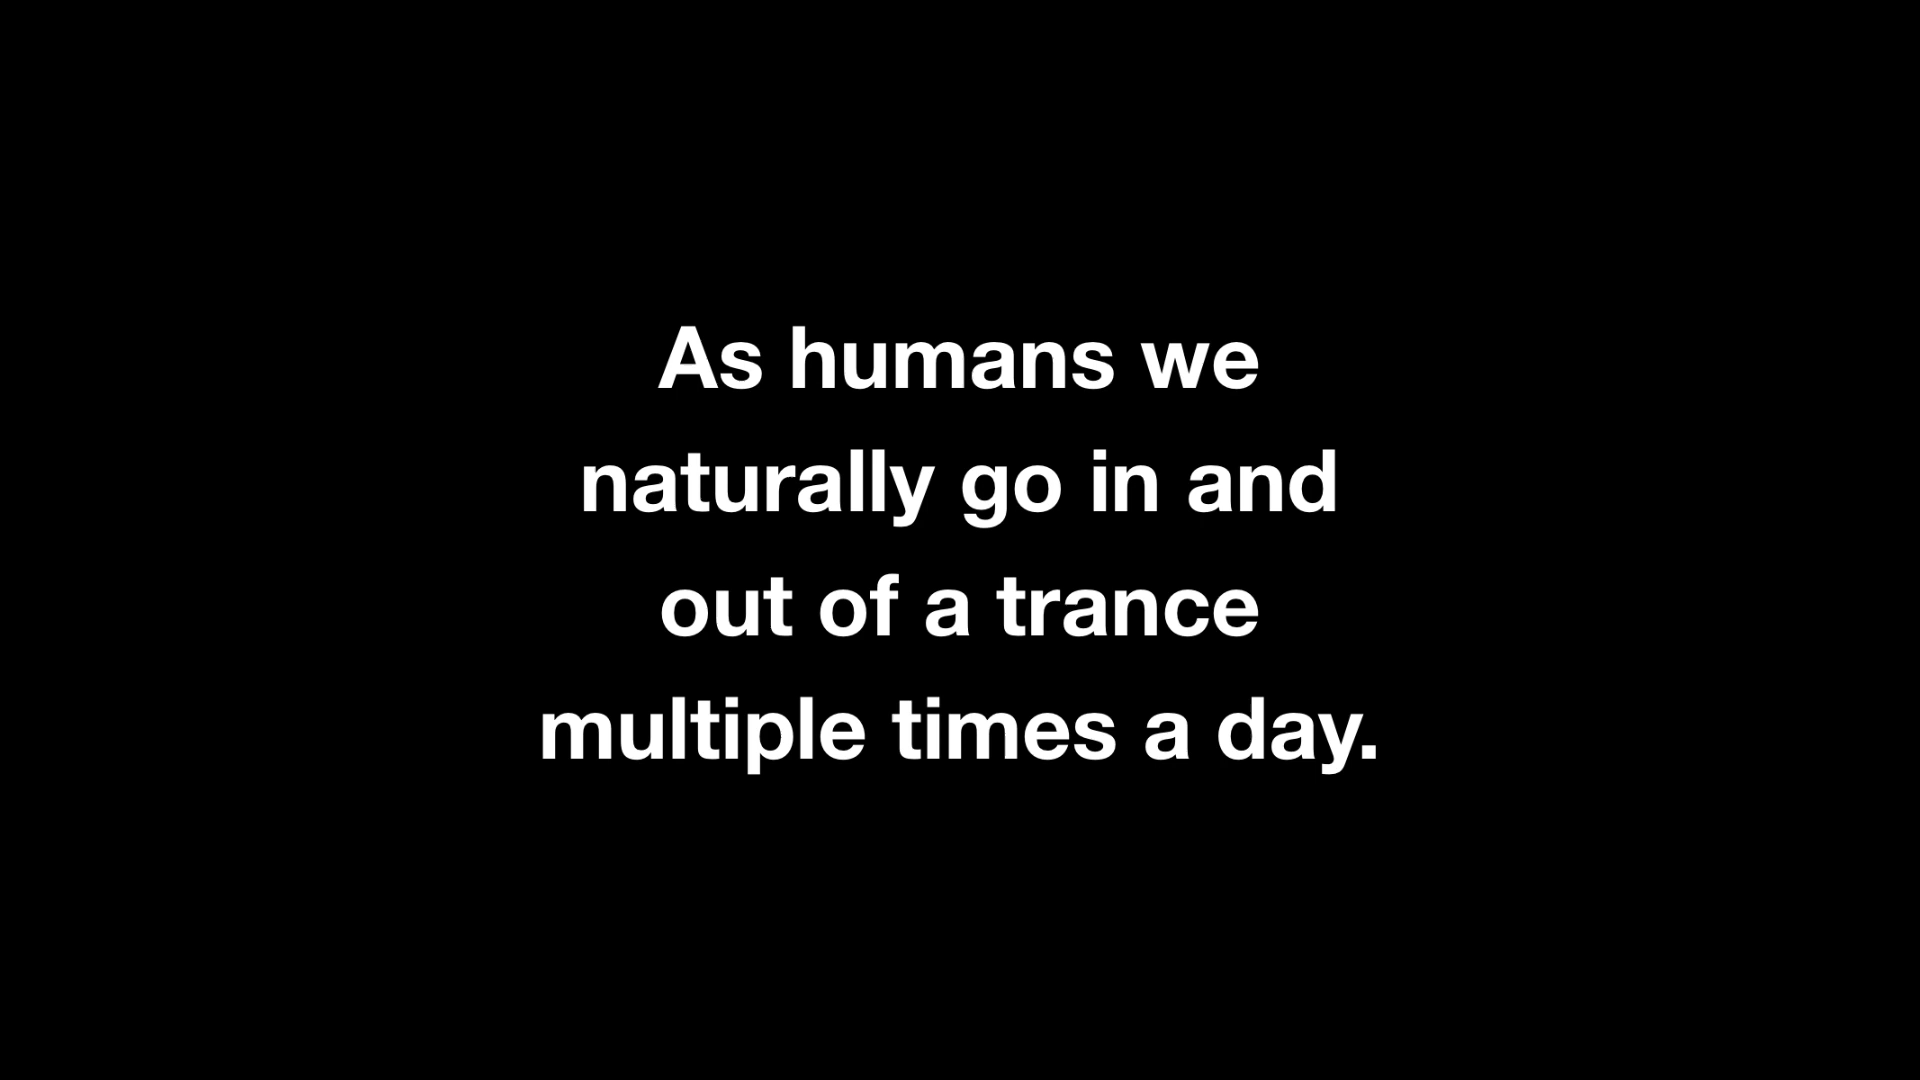 As humans we
naturally go in and
out of a trance
multiple times a day.